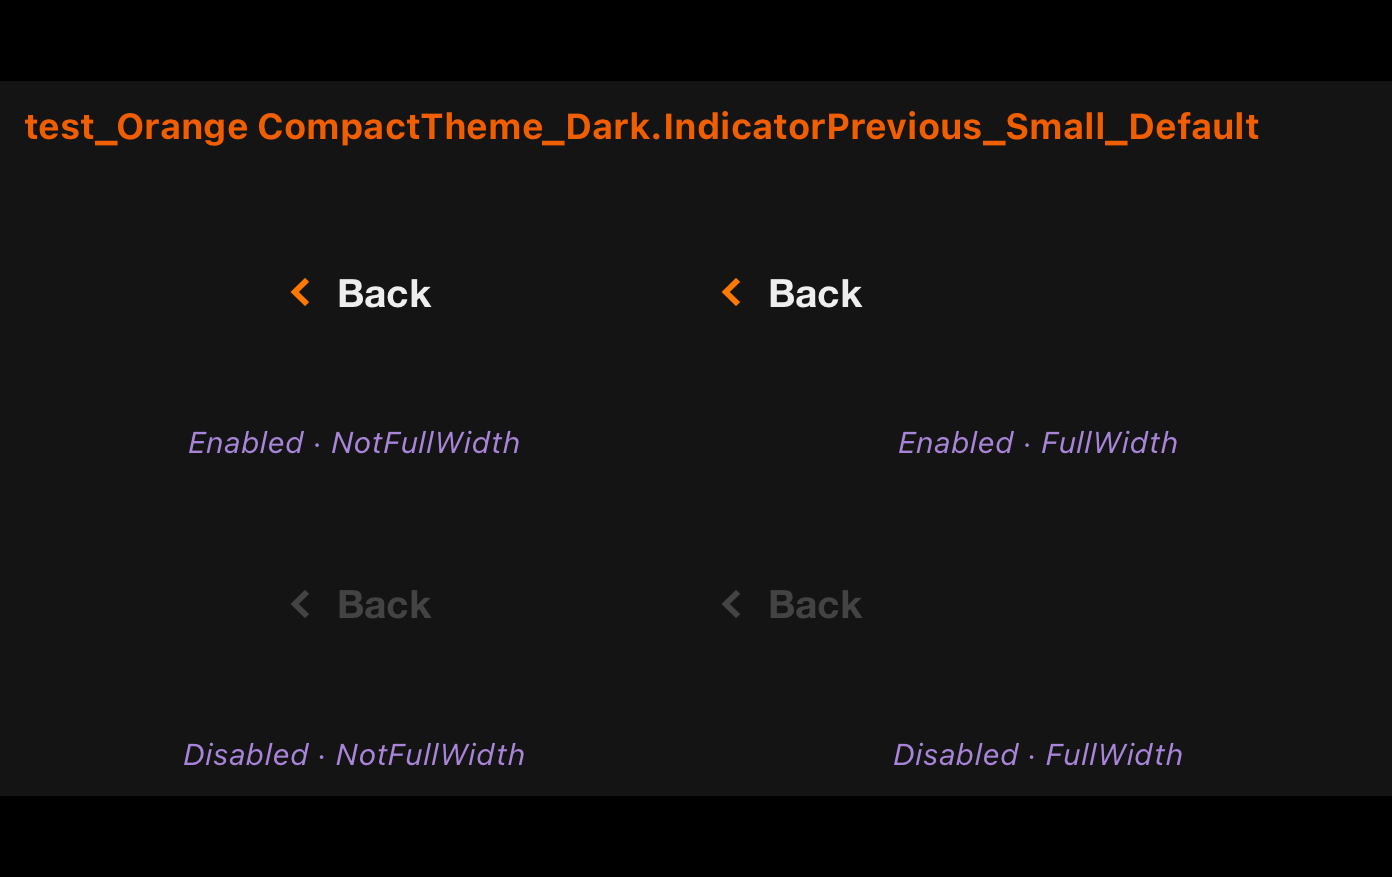 test_Orange CompactTheme_Dark.IndicatorPrevious_Small_Default
Back
Back
Enabled · NotFullWidth
Enabled · FullWidth
Back
Back
Disabled · NotFullWidth
Disabled · FullWidth